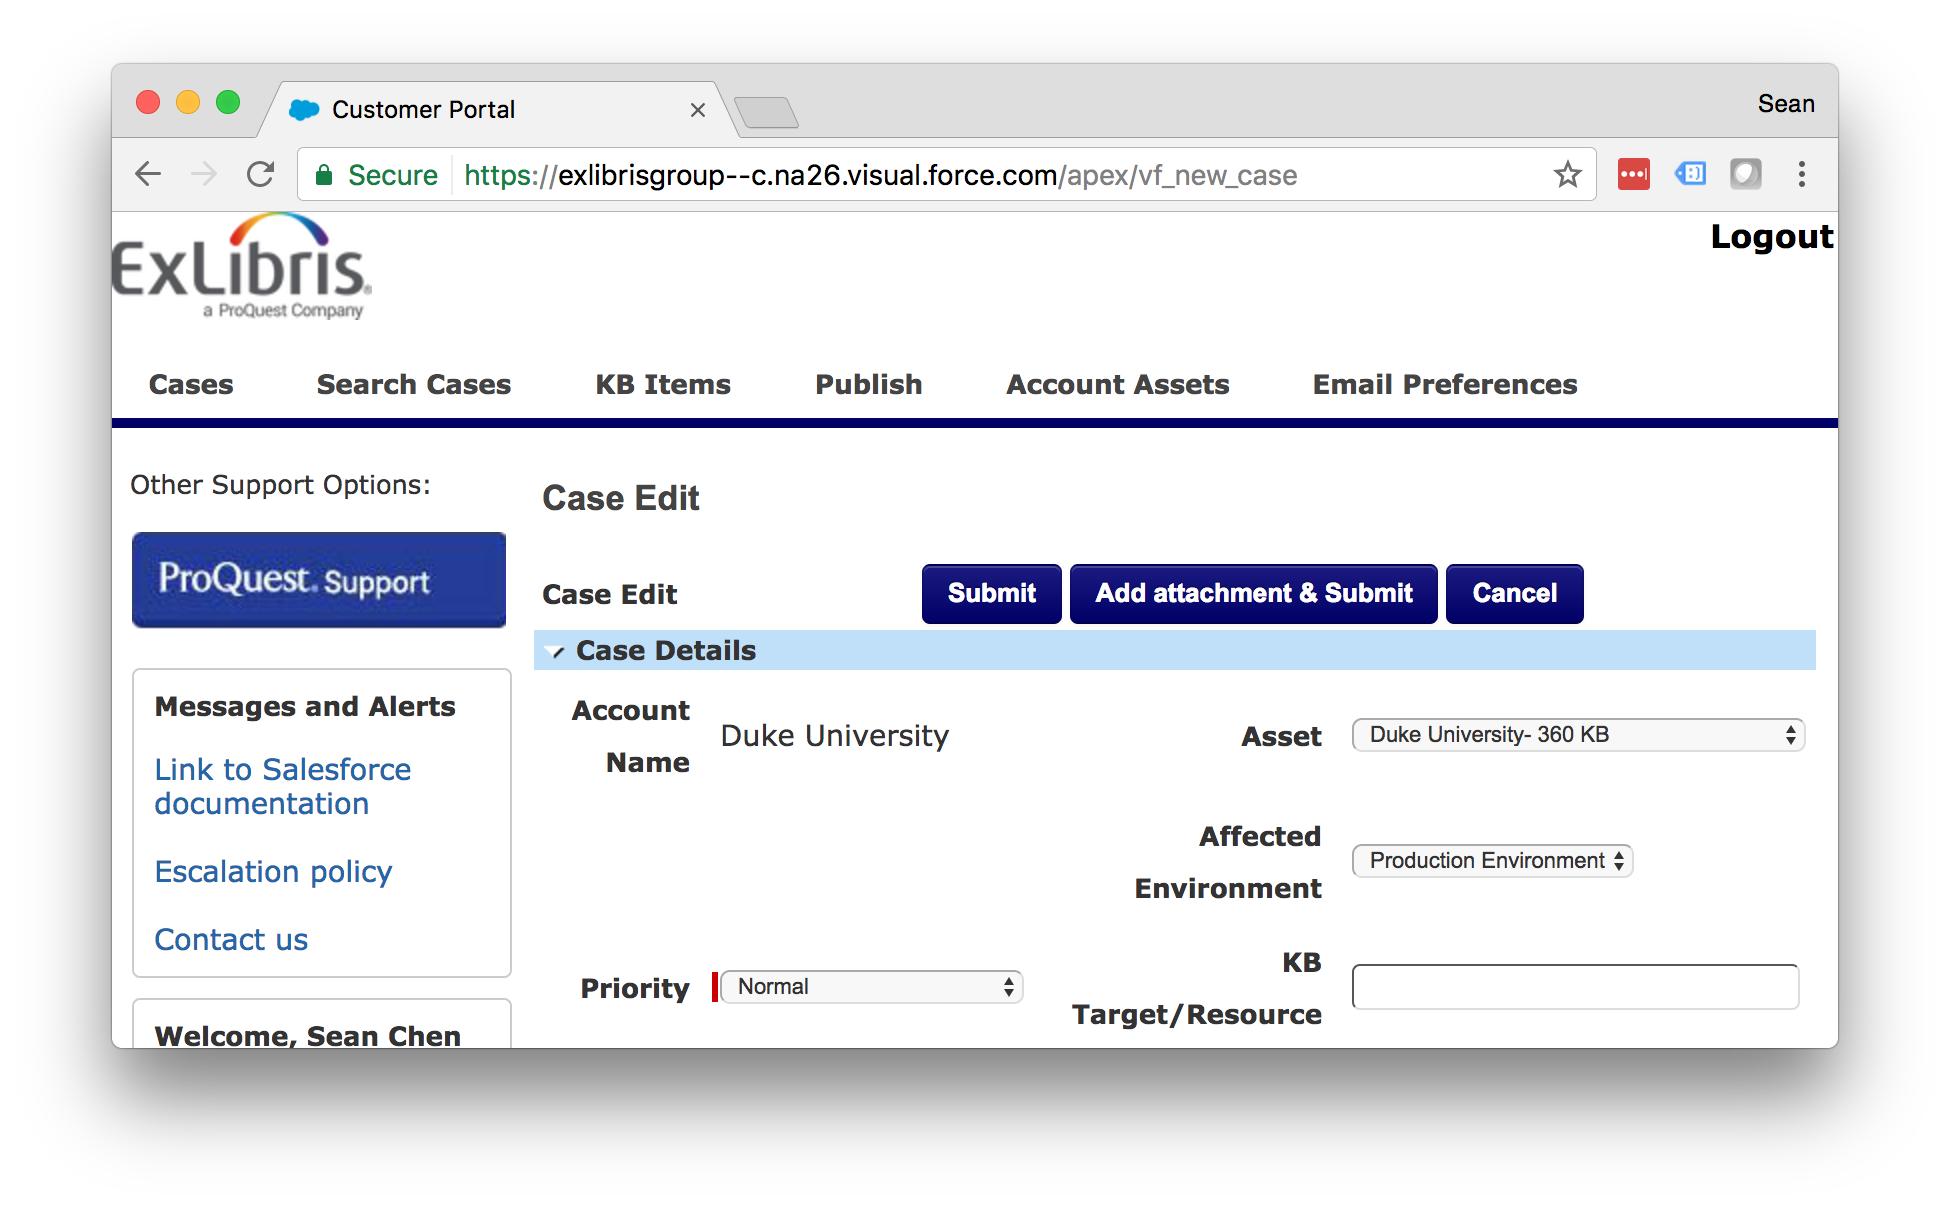 Customer Portal
Sean
Secure https://exlibrisgroup--c.na26.visual.force.com/apex/vf_new_case
ExLibris®
a ProQuest Company
Logout
Cases Search Cases KB Items Publish Account Assets Email Preferences
Other Support Options:
ProQuest. Support
Messages and Alerts
Link to Salesforce
documentation
Escalation policy
Contact us
Welcome, Sean Chen
Case Edit
Case Edit Submit Add attachment & Submit Cancel
Case Details
Account
Name
Duke University
Asset Duke University- 360 KB
Affected
Environment
Production Environment
Priority Normal
KB
Target/Resource